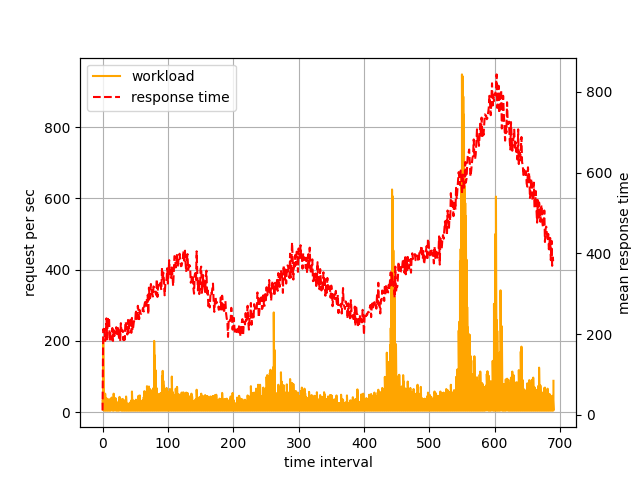 workload
response time
800
600
400
200
0
request per sec
800
600
400
200
0
mean response time
0 100 200 300 400 500 600 700
time interval